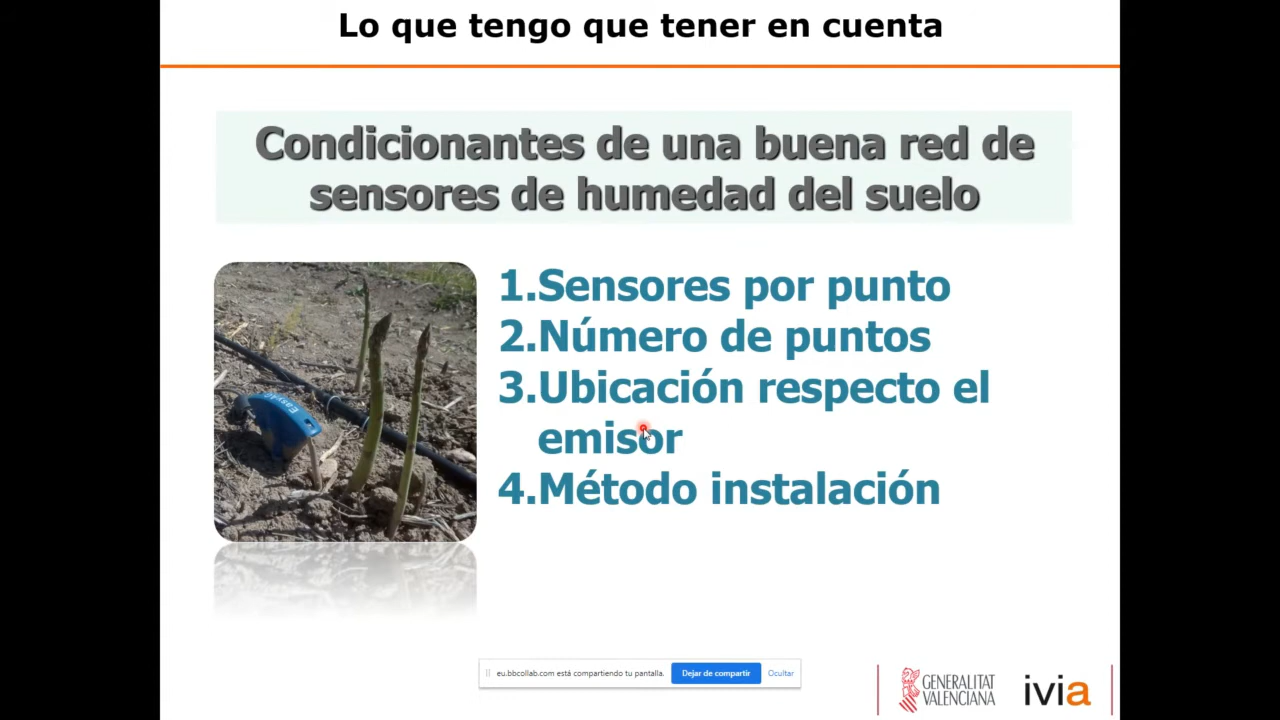 Lo que tengo que tener en cuenta
Condicionantes de una buena red de
sensores de humedad del suelo
1.Sensores por punto
2.Número de puntos
3.Ubicación respecto el
emisor
4.Método instalación
eu.bbcollab.com está compartiendo tu pantalla.
Dejar de compartir
Ocultar
GENERALITAT
VALENCIANA
ivia